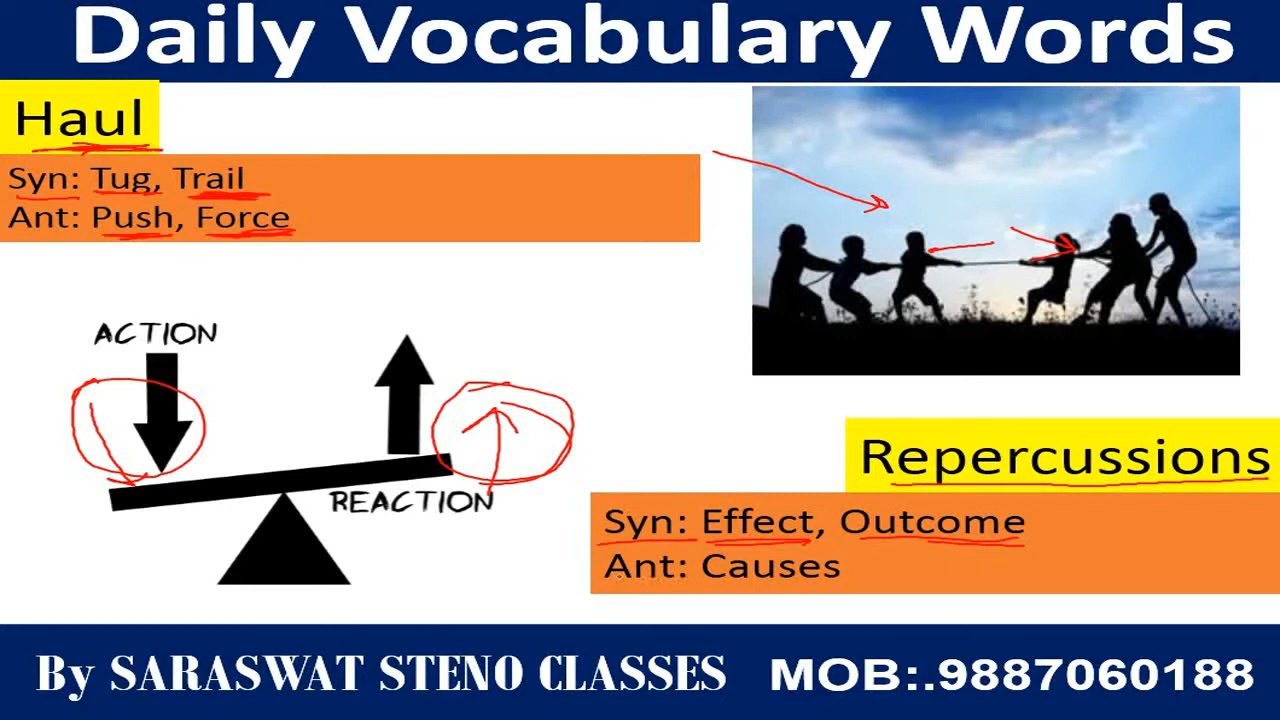 Daily Vocabulary Words
Haul
Syn: Tug, Trail
Ant: Push, Force
ACTION
REACTION
Repercussions
Syn: Effect, Outcome
Ant: Causes
By SARASWAT STENO CLASSES MOB:.9887060188